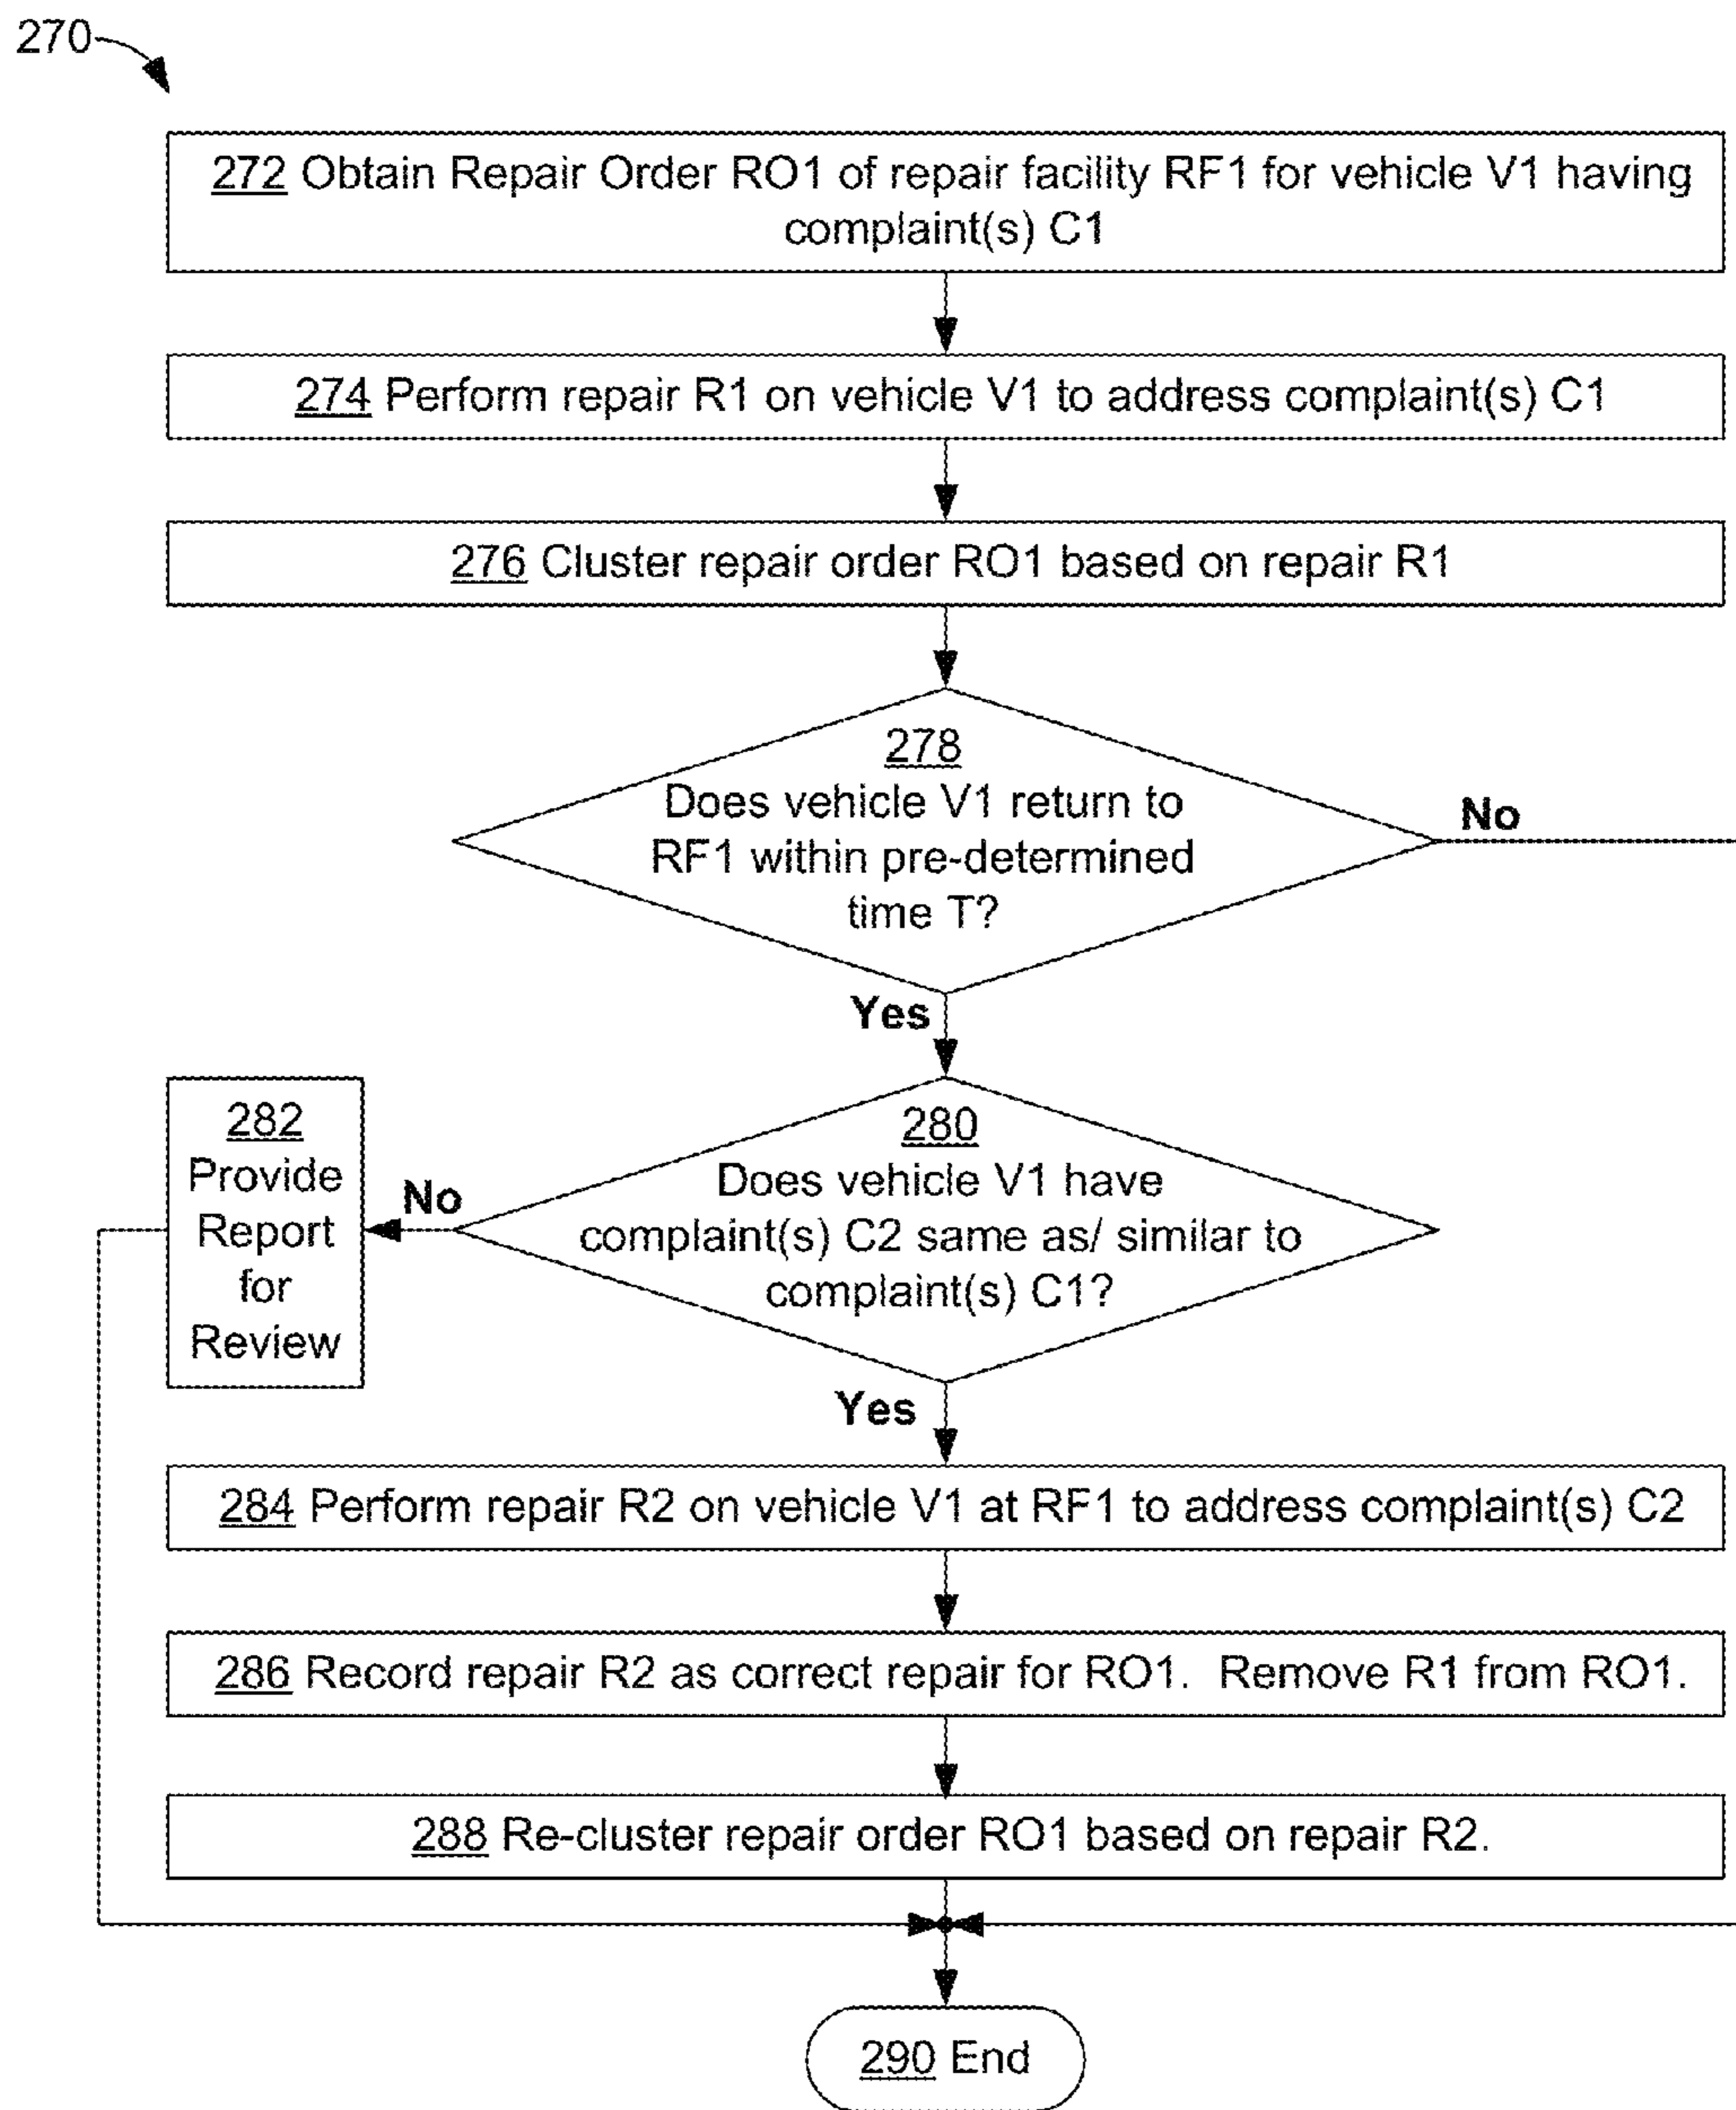 270
272 Obtain Repair Order RO1 of repair facility RF1 for vehicle V1 having
complaint(s) C1
274 Perform repair R1 on vehicle V1 to address complaint(s) C1
276 Cluster repair order RO1 based on repair R1
278
Does vehicle V1 return to
RF1 within pre-determined
time T?
No
Yes
280
Does vehicle V1 have
complaint(s) C2 same as/ similar to
complaint(s) C1?
No
282
Provide
Report
for
Review
Yes
284 Perform repair R2 on vehicle V1 at RF1 to address complaint(s) C2
286 Record repair R2 as correct repair for RO1.  Remove R1 from RO1.
288 Re-cluster repair order RO1 based on repair R2.
290 End